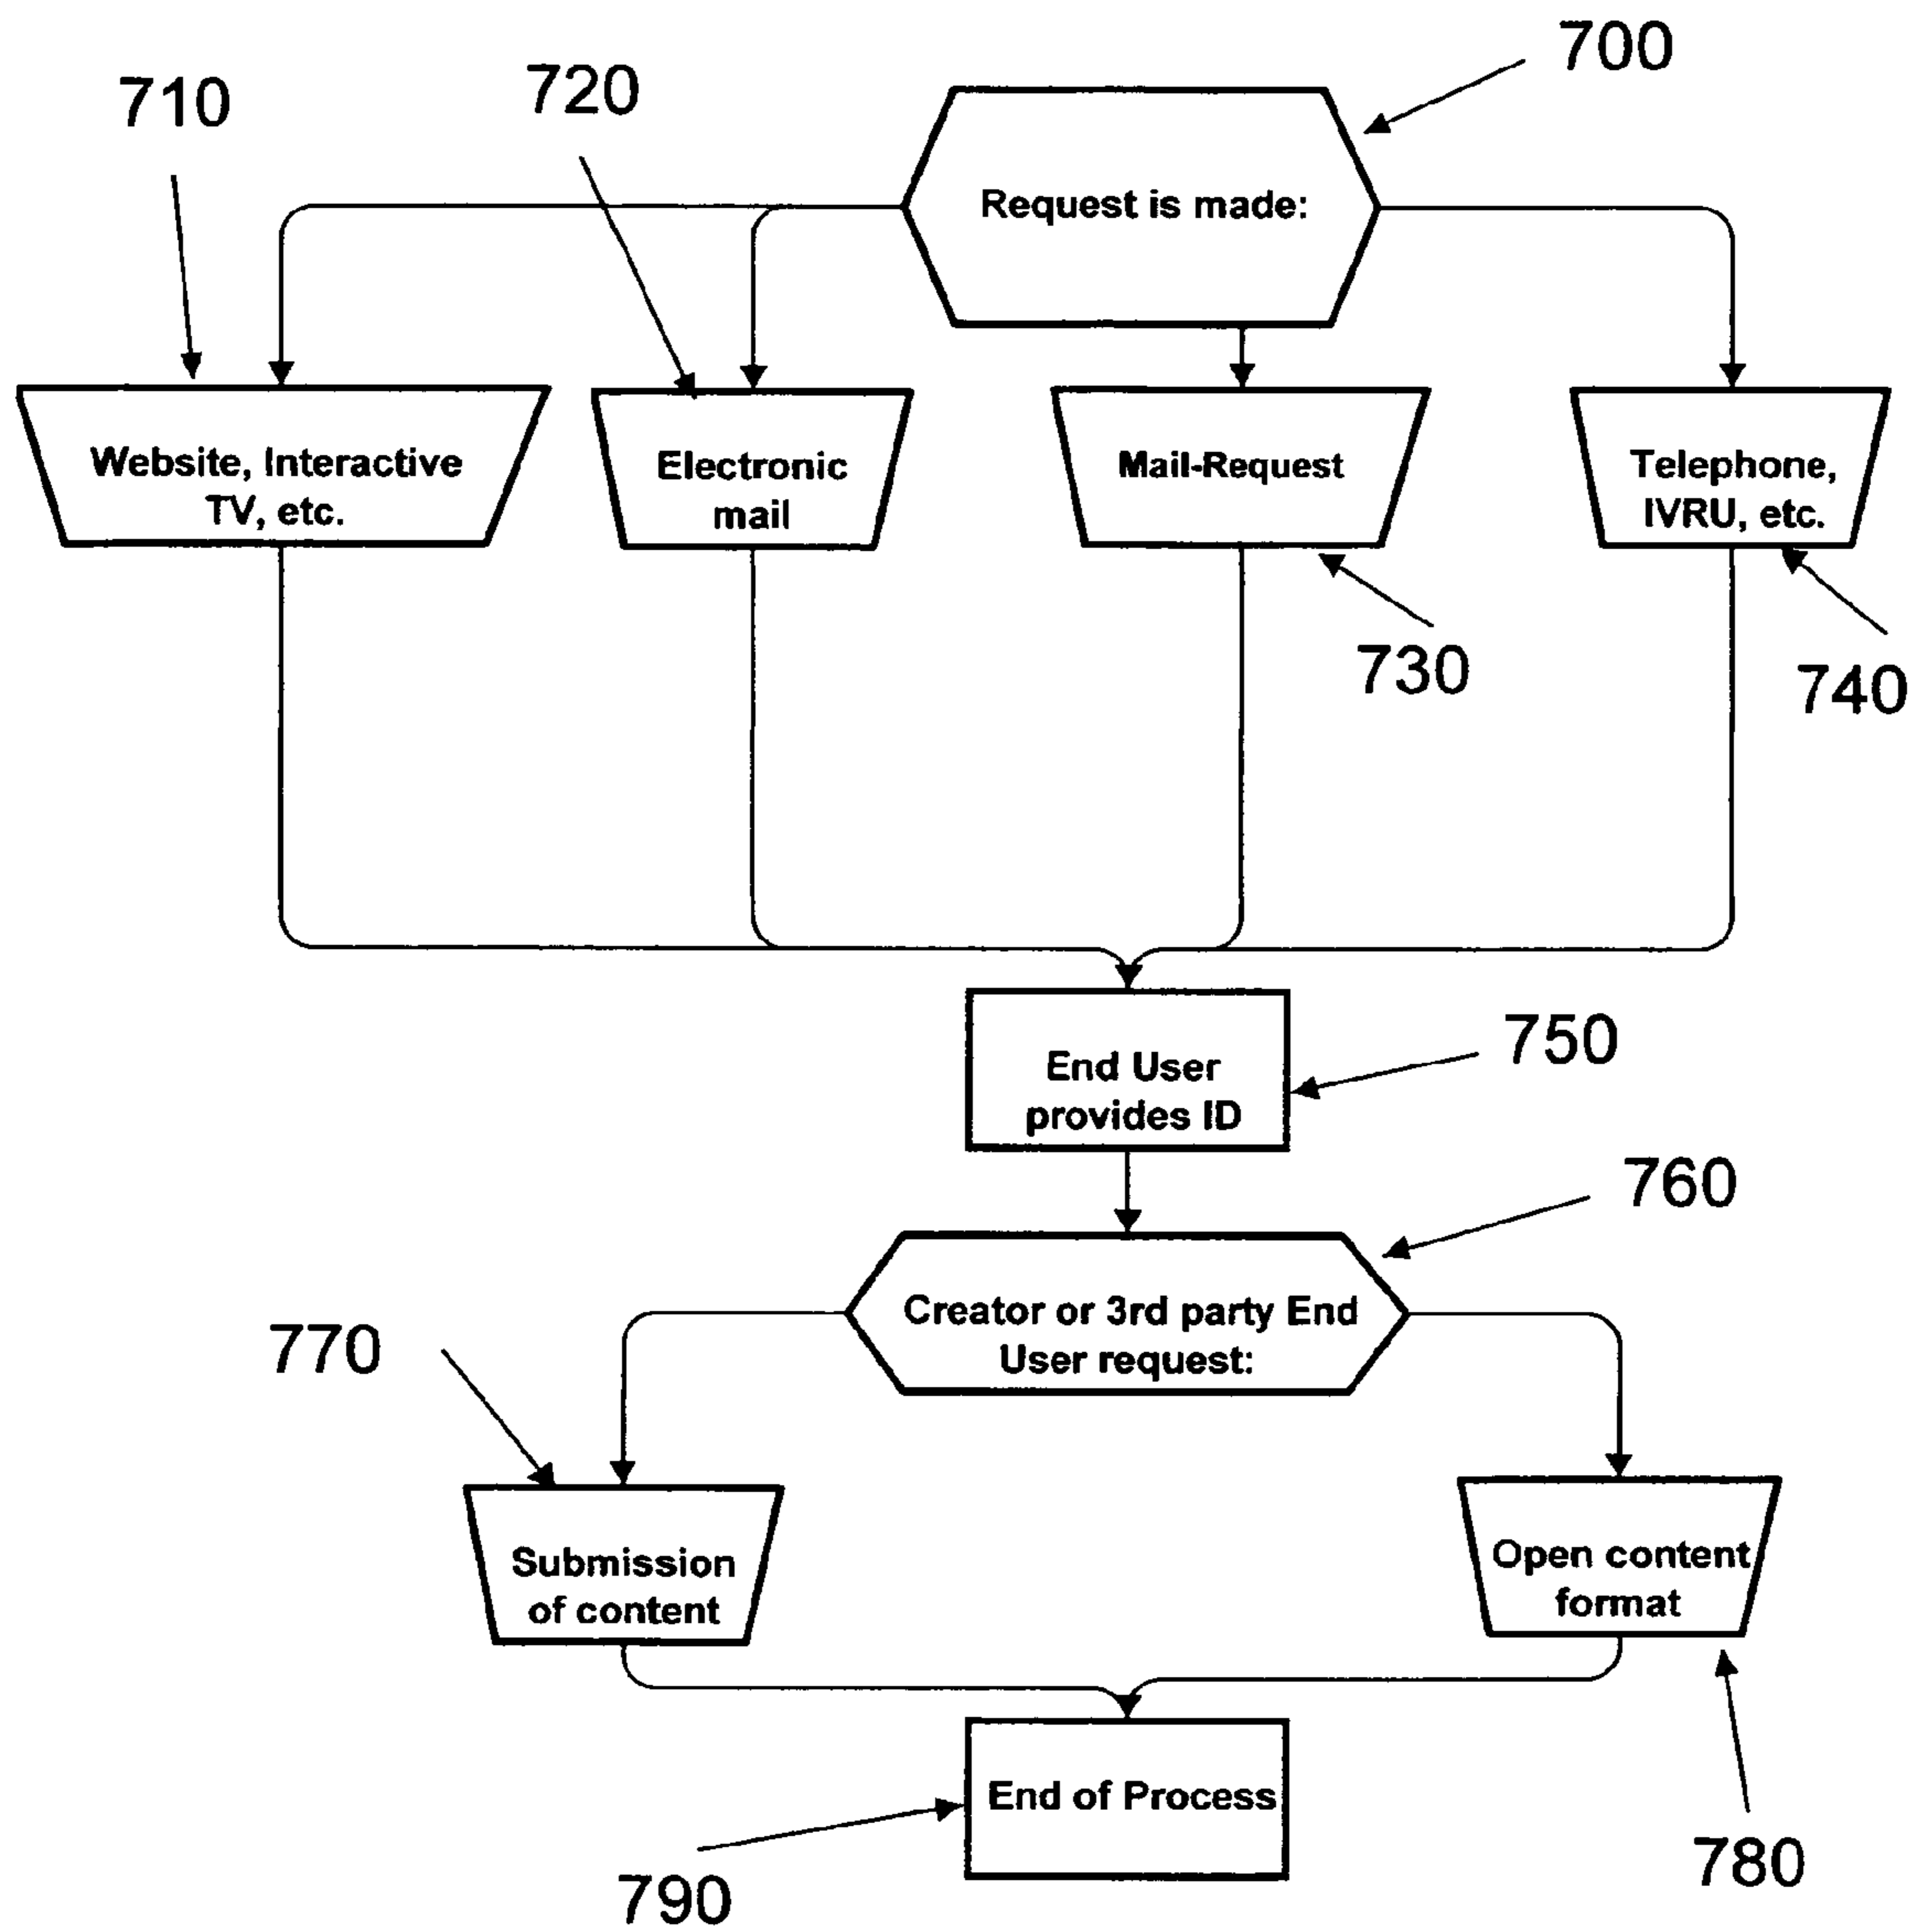 700
710
720
Request is made:
Website, Interactive
TV, etc.
Electronic
mail
Mail-Request
Telephone,
IVRU, etc.
730
740
750
End User
provides ID
760
Creator or 3rd party End
User request:
770
Submission
of content
Open content
format
End of Process
780
790